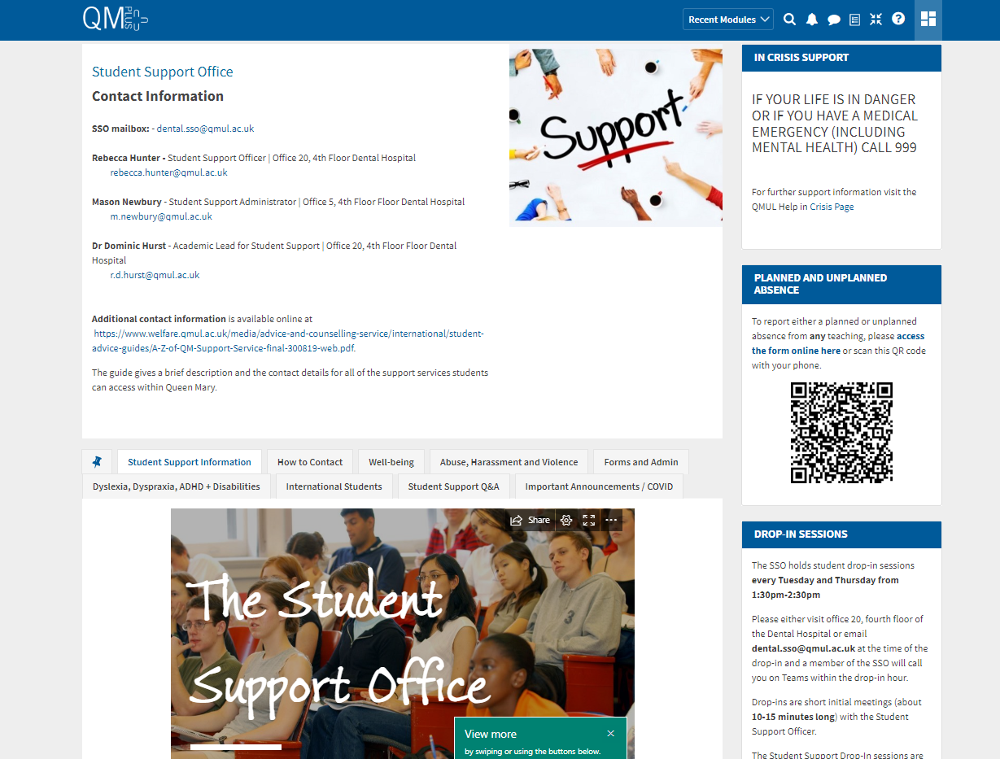 QM
PLUS
Recent Modules
Student Support Office
Contact Information
SSO mailbox: - dental.sso@qmul.ac.uk
Rebecca Hunter - Student Support Officer | Office 20, 4th Floor Dental Hospital
rebecca.hunter@qmul.ac.uk
Mason Newbury - Student Support Administrator | Office 5, 4th Floor Floor Dental Hospital
m.newbury@qmul.ac.uk
Dr Dominic Hurst - Academic Lead for Student Support | Office 20, 4th Floor Floor Dental
Hospital
r.d.hurst@qmul.ac.uk
Additional contact information is available online at
https://www.welfare.qmul.ac.uk/media/advice-and-counselling-service/international/student-
advice-guides/A-Z-of-QM-Support-Service-final-300819-web.pdf.
The guide gives a brief description and the contact details for all of the support services students
can access within Queen Mary.
Support
Student Support Information
How to Contact
Well-being
Abuse, Harassment and Violence
Forms and Admin
Dyslexia, Dyspraxia, ADHD + Disabilities
International Students
Student Support Q&A
Important Announcements / COVID
Share
The Student
Support Office
View more
by swiping or using the buttons below.
IN CRISIS SUPPORT
IF YOUR LIFE IS IN DANGER
OR IF YOU HAVE A MEDICAL
EMERGENCY (INCLUDING
MENTAL HEALTH) CALL 999
For further support information visit the
QMUL Help in Crisis Page
PLANNED AND UNPLANNED
ABSENCE
To report either a planned or unplanned
absence from any teaching, please access
the form online here or scan this QR code
with your phone.
DROP-IN SESSIONS
The SSO holds student drop-in sessions
every Tuesday and Thursday from
1:30pm-2:30pm
Please either visit office 20, fourth floor of
the Dental Hospital or email
dental.sso@qmul.ac.uk at the time of the
drop-in and a member of the SSO will call
you on Teams within the drop-in hour.
Drop-ins are short initial meetings (about
10-15 minutes long) with the Student
Support Officer.
The Student Support Drop-In sessions are